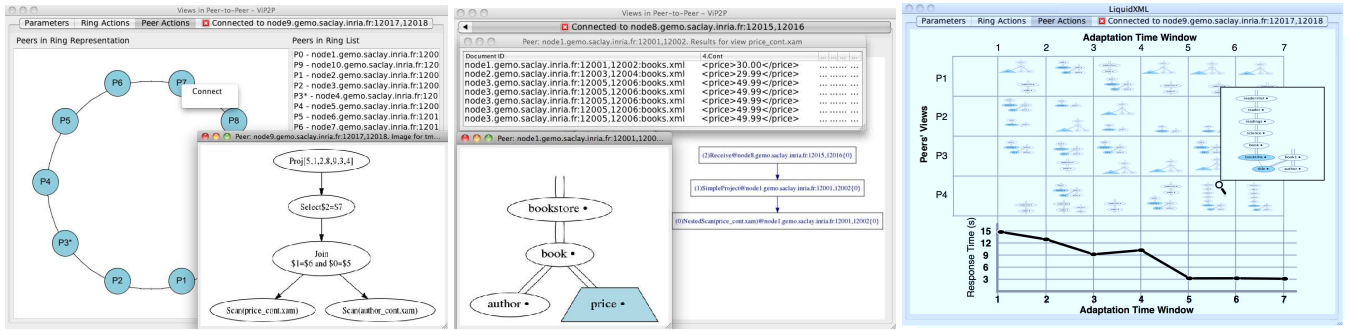 Views in Peer-to-Peer - ViP2P
Parameters Ring Actions Peer Actions Connected to node9.gemo.saclay.inria.fr:12017,12018
Peers in Ring Representation
Peers in Ring List
P0 - node1.gemo.saclay.inria.fr:1200
P9 - node10.gemo.saclay.inria.fr:120
P1 - node2.gemo.saclay.inria.fr:1200
P2 - node3.gemo.saclay.inria.fr:1200
P3* - node4.gemo.saclay.inria.fr:120
P4 - node5.gemo.saclay.inria.fr:1200
P5 - node6.gemo.saclay.inria.fr:1201
P6 - node7.gemo.saclay.inria.fr:1201
P6
P7
Connect
P5
P8
P4
P3*
P2
P1
Peer: node9.gemo.saclay.inria.fr:12017,12018. Image for tm...
Proj[5,1,2,8,9,3,4]
Select$2=$7
Join
$1=$6 and $0=$5
Scan(price_cont.xam)
Scan(author_cont.xam)
Views in Peer-to-Peer - ViP2P
Connected to node8.gemo.saclay.inria.fr:12015,12016
Peer: node1.gemo.saclay.inria.fr:12001,12002. Results for view price_cont.xam
Document ID 4.Cont
node1.gemo.saclay.inria.fr:12001,12002:books.xml <price>30.00</price>
node2.gemo.saclay.inria.fr:12003,12004:books.xml <price>29.99</price>
node3.gemo.saclay.inria.fr:12005,12006:books.xml <price>49.99</price>
node3.gemo.saclay.inria.fr:12005,12006:books.xml <price>49.99</price>
node3.gemo.saclay.inria.fr:12005,12006:books.xml <price>49.99</price>
node3.gemo.saclay.inria.fr:12005,12006:books.xml <price>49.99</price>
Peer: node1.gemo.saclay.inria.fr:12001,1200...
bookstore •
book •
author •
price •
(2)Receive@node8.gemo.saclay.inria.fr:12015,12016{0}
(1)SimpleProject@node1.gemo.saclay.inria.fr:12001,12002{0}
(0)NestedScan(price_cont.xam)@node1.gemo.saclay.inria.fr:12001,12002{0}
LiquidXML
Parameters Ring Actions Peer Actions Connected to node9.gemo.saclay.inria.fr:12017,12018
Adaptation Time Window
1 2 3 4 5 6 7
Peers' Views
P1
P2
P3
P4
reader •
readings •
science •
book •
title •
author •
Response Time (s)
15
12
9
6
3
1 2 3 4 5 6 7
Adaptation Time Window